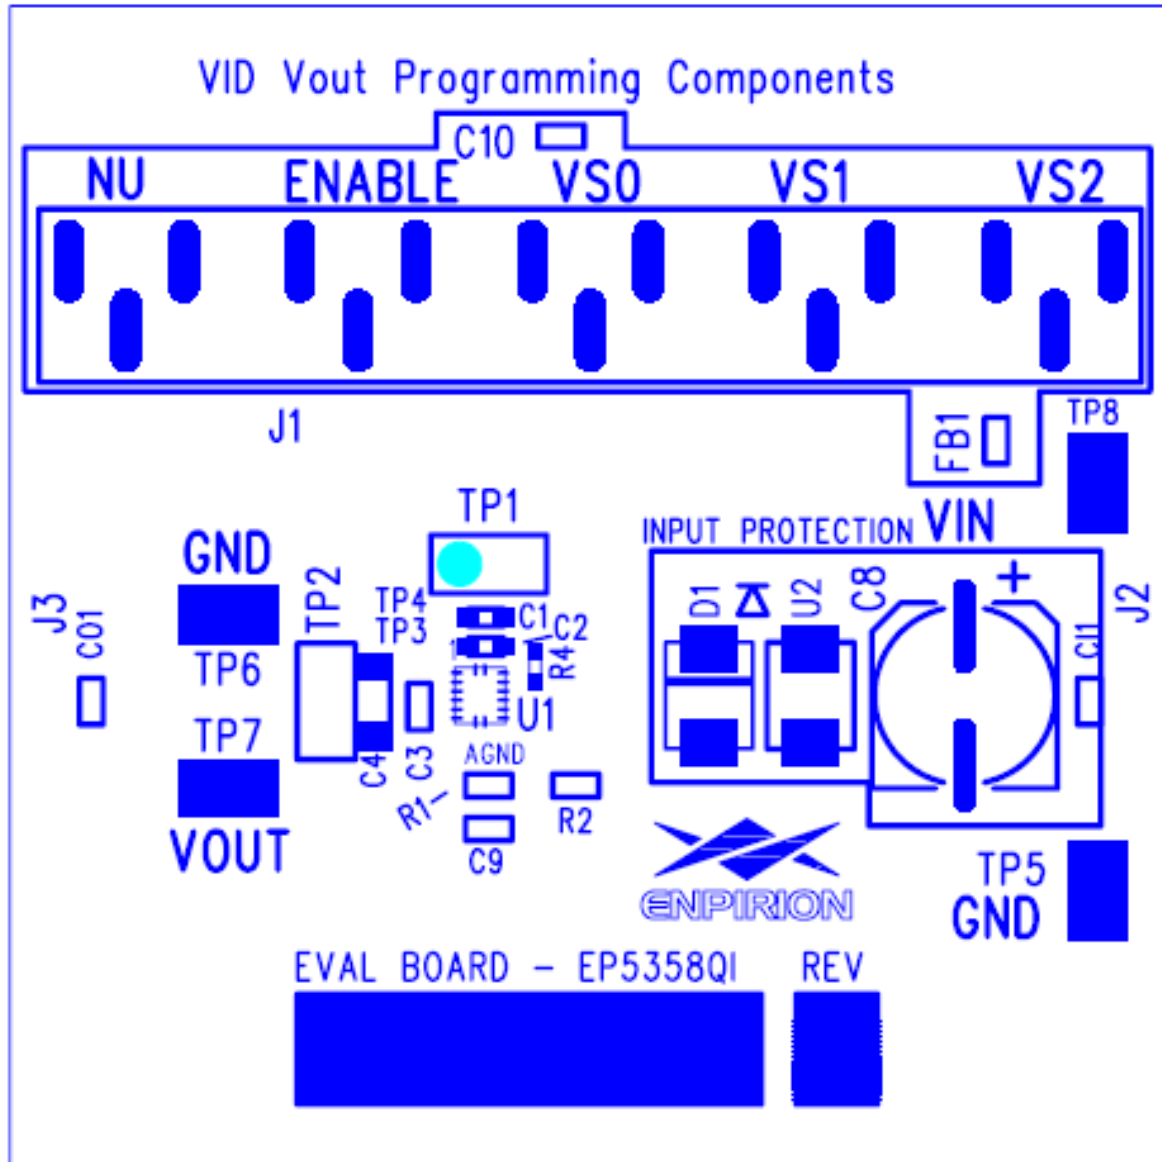 VID Vout Programming Components
C10
NU ENABLE VS0 VS1 VS2
J1
FB1
TP8
TP1
INPUT PROTECTION
VIN
+
GND
TP6
TP7
VOUT
J3
C01
TP2
TP4
TP3
C1
C2
R4
1
U1
C4
C3
AGND
R1
R2
C9
D1
U2
C8
CI1
J2
ENPIRION
TP5
GND
EVAL BOARD - EP5358QI
REV